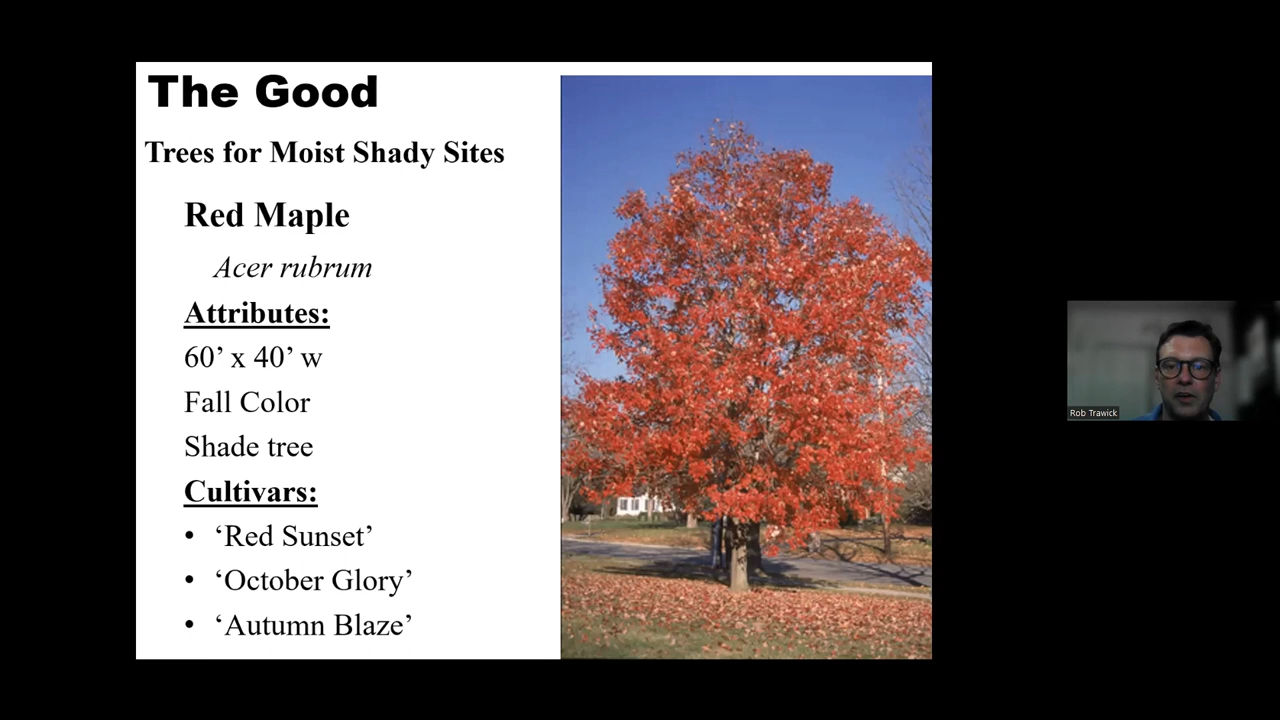 The Good
Trees for Moist Shady Sites
Red Maple
Acer rubrum
Attributes:
60’ x 40’ w
Fall Color
Shade tree
Cultivars:
• ‘Red Sunset’
• ‘October Glory’
• ‘Autumn Blaze’
Rob Trawick